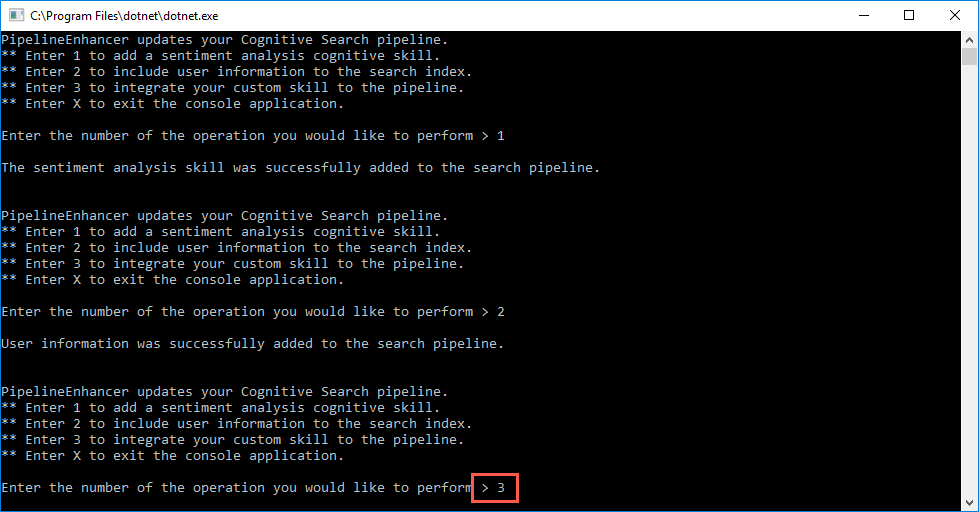 C:\Program Files\dotnet\dotnet.exe
PipelineEnhancer updates your Cognitive Search pipeline.
** Enter 1 to add a sentiment analysis cognitive skill.
** Enter 2 to include user information to the search index.
** Enter 3 to integrate your custom skill to the pipeline.
** Enter X to exit the console application.
Enter the number of the operation you would like to perform > 1
The sentiment analysis skill was successfully added to the search pipeline.
PipelineEnhancer updates your Cognitive Search pipeline.
** Enter 1 to add a sentiment analysis cognitive skill.
** Enter 2 to include user information to the search index.
** Enter 3 to integrate your custom skill to the pipeline.
** Enter X to exit the console application.
Enter the number of the operation you would like to perform > 2
User information was successfully added to the search pipeline.
PipelineEnhancer updates your Cognitive Search pipeline.
** Enter 1 to add a sentiment analysis cognitive skill.
** Enter 2 to include user information to the search index.
** Enter 3 to integrate your custom skill to the pipeline.
** Enter X to exit the console application.
Enter the number of the operation you would like to perform > 3